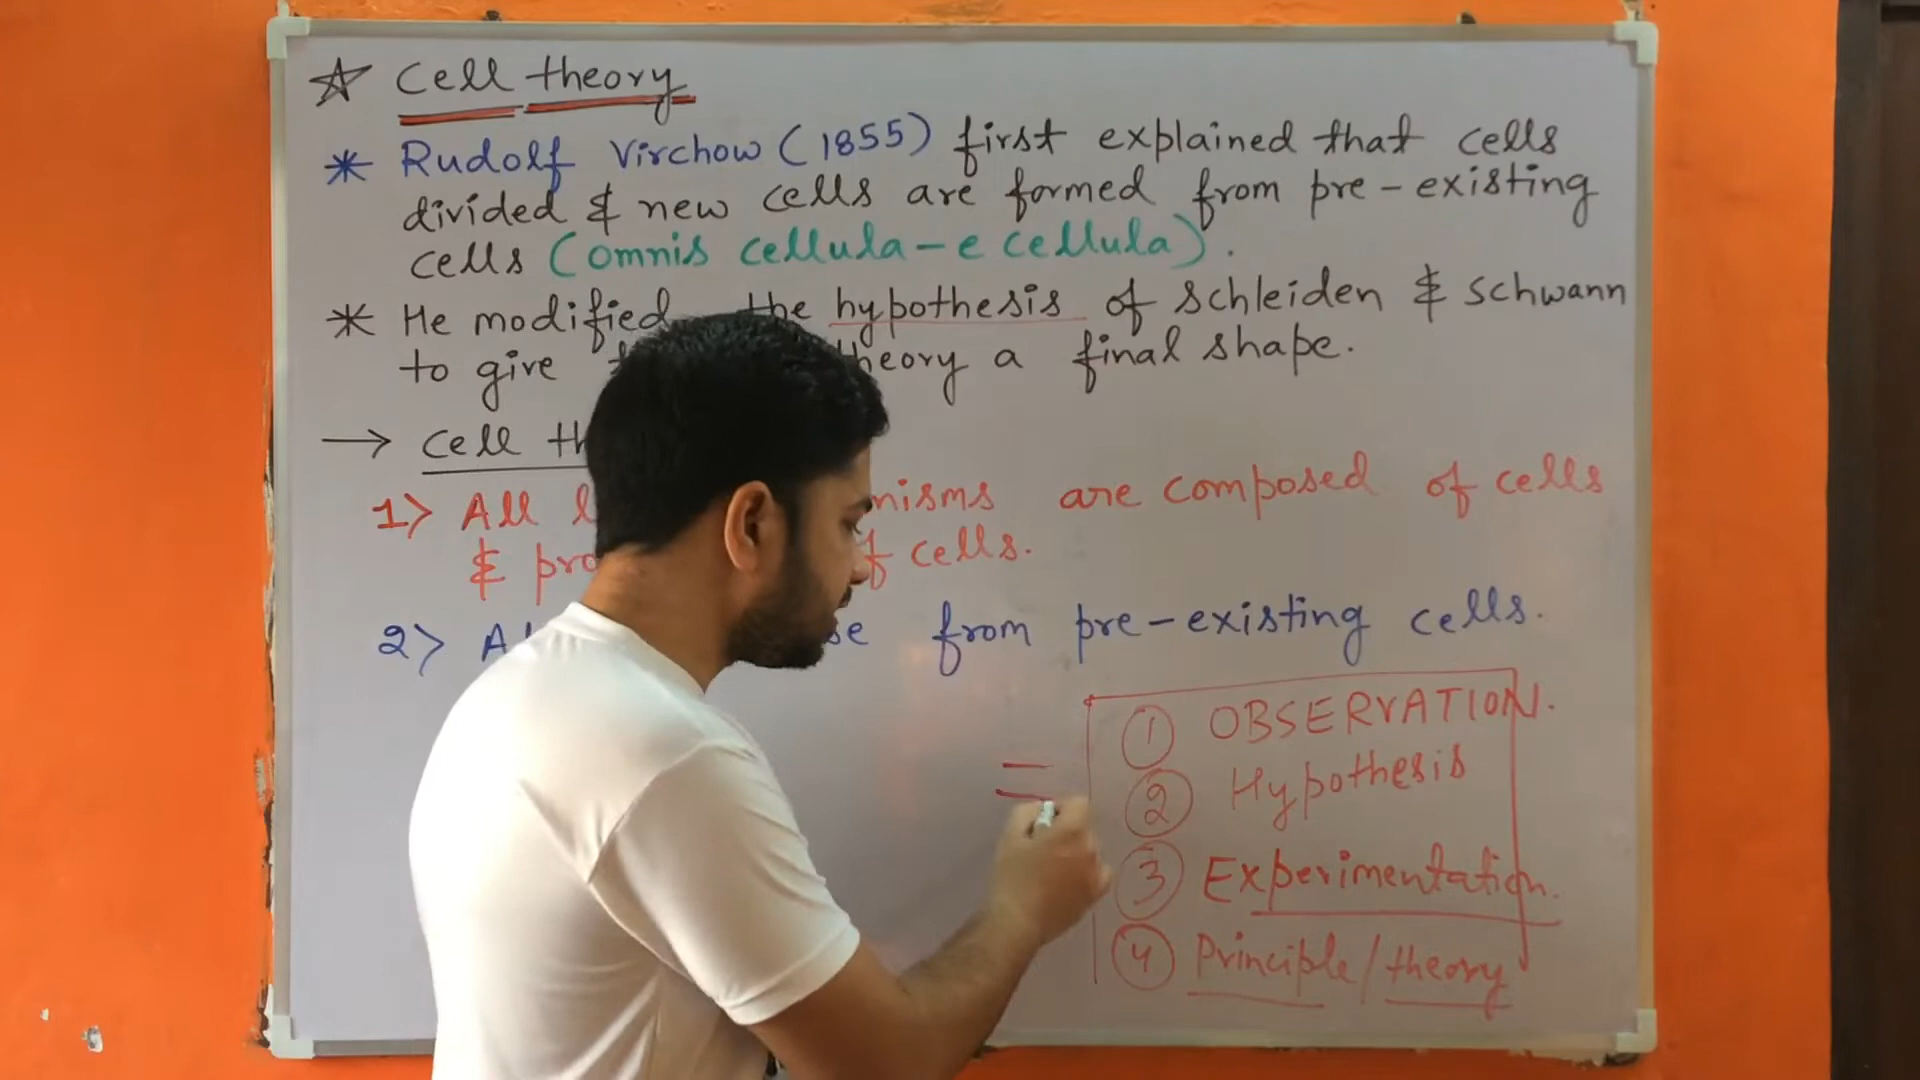 ☆ Cell theory
* Rudolf Virchow (1855) first explained that cells
divided & new cells are formed from pre-existing
cells (omnis cellula-e cellula).
* He modified the hypothesis of Schleiden & Schwann
to give theory a final shape.
→ cell
1> All are composed of cells
& of cells.
2> from pre-existing cells.
① OBSERVATION.
= ② Hypothesis
③ Experimentation.
④ Principle/theory